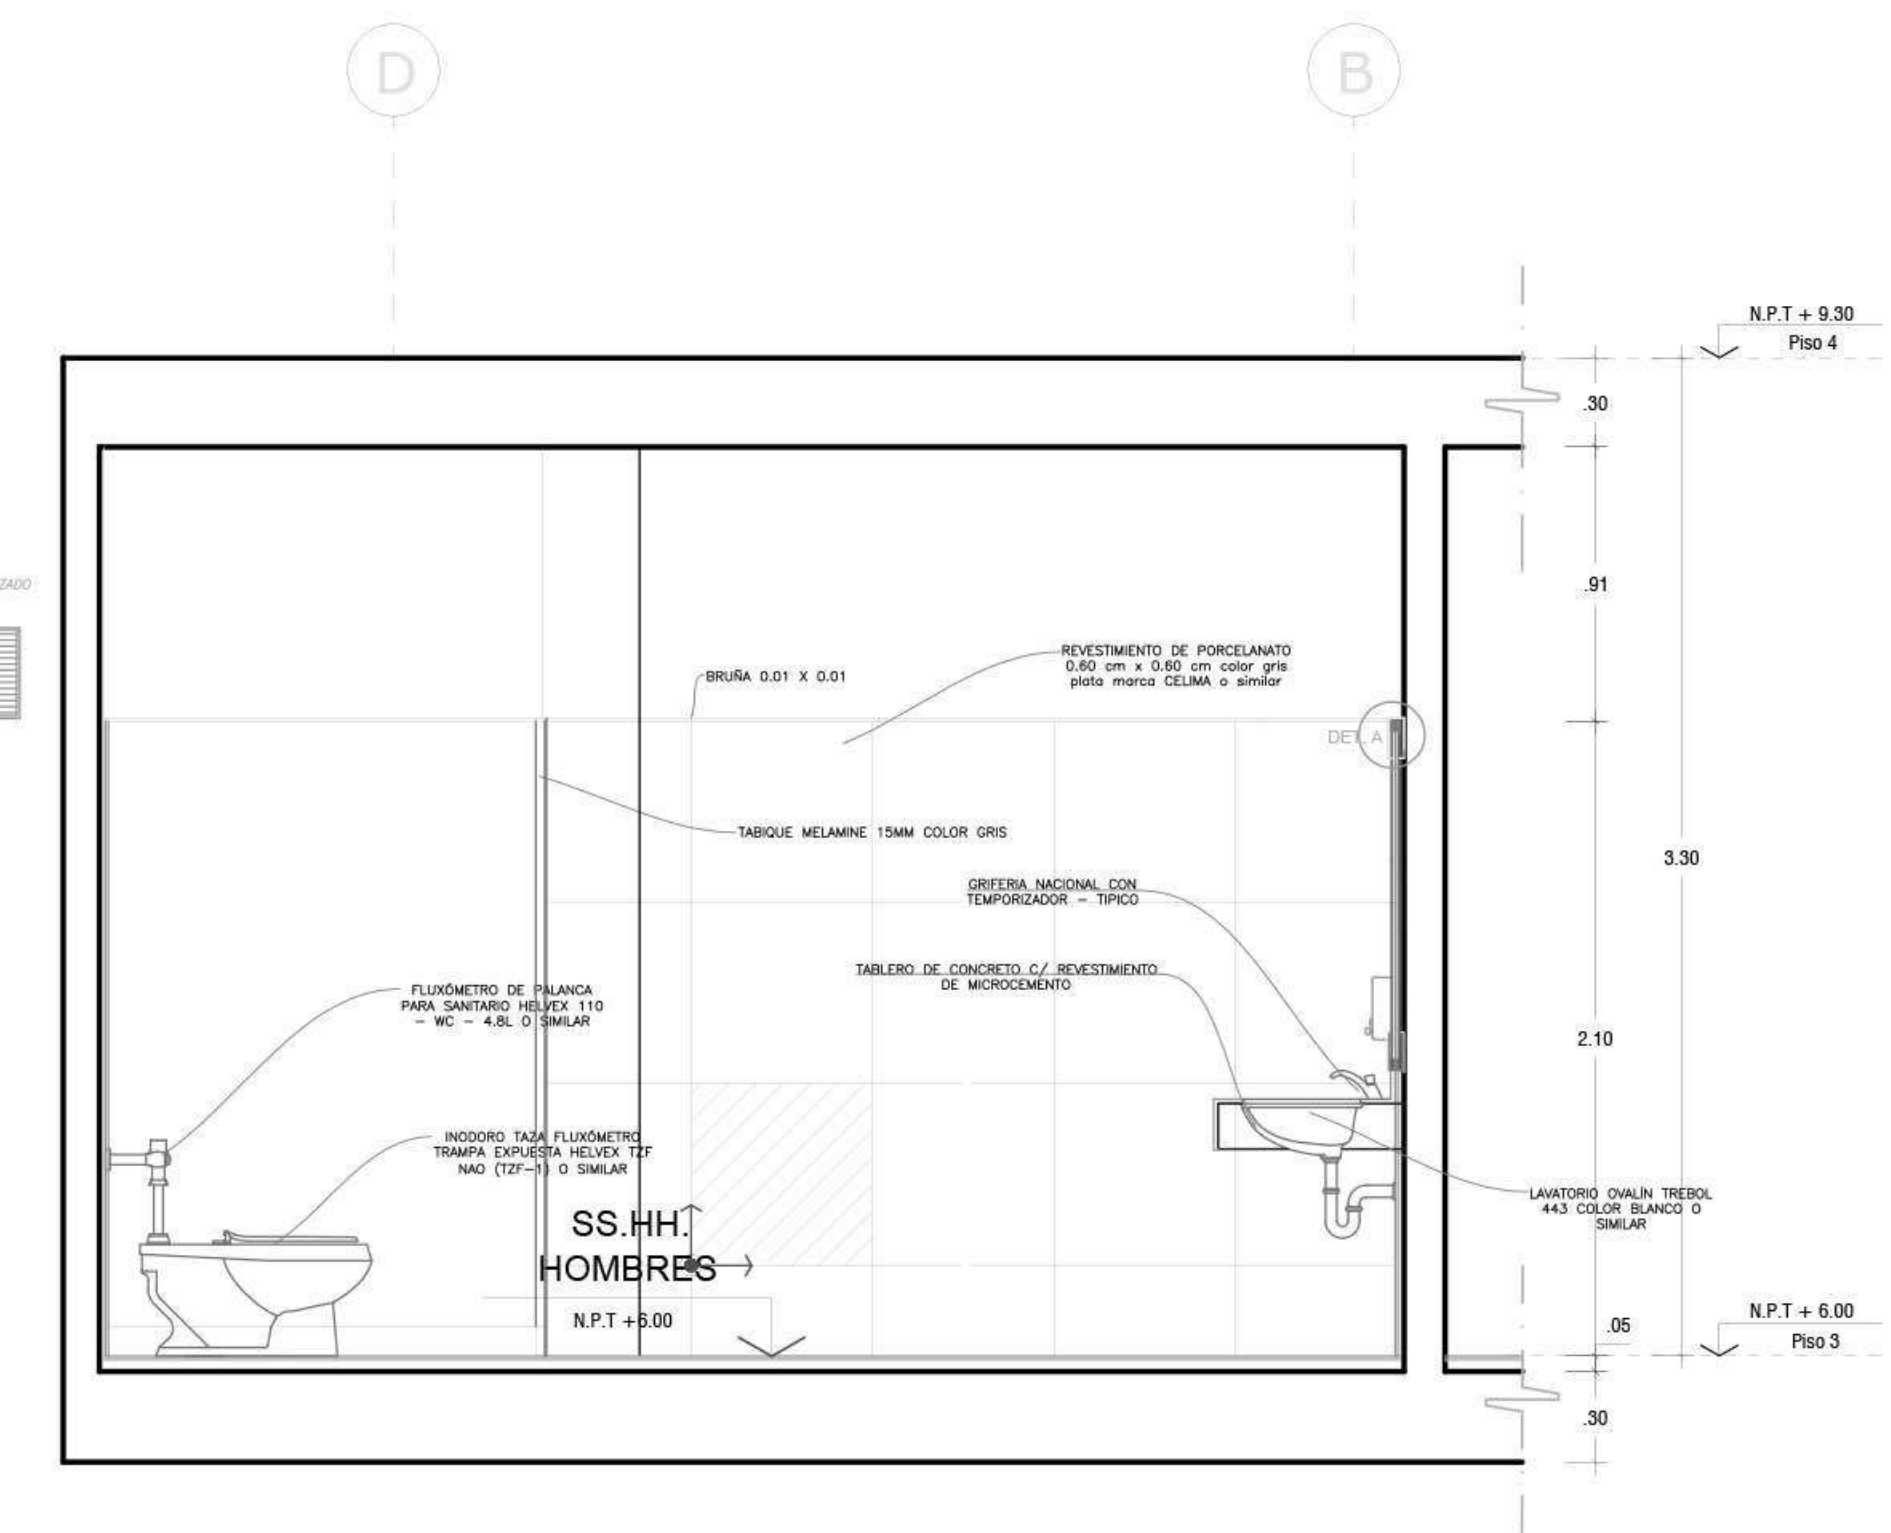 D
B
N.P.T + 9.30
Piso 4
.30
ZADO
.91
REVESTIMIENTO DE PORCELANATO
0.60 cm x 0.60 cm color gris
plata marca CELIMA o similar
BRUÑA 0.01 X 0.01
DET. A
TABIQUE MELAMINE 15MM COLOR GRIS
3.30
GRIFERIA NACIONAL CON
TEMPORIZADOR - TIPICO
TABLERO DE CONCRETO C/ REVESTIMIENTO
DE MICROCEMENTO
FLUXÓMETRO DE PALANCA
PARA SANITARIO HELVEX 110
- WC - 4.8L O SIMILAR
2.10
INODORO TAZA FLUXÓMETRO
TRAMPA EXPUESTA HELVEX TZF
NAO (TZF-1) O SIMILAR
LAVATORIO OVALÍN TREBOL
443 COLOR BLANCO O
SIMILAR
SS.HH.
HOMBRES
N.P.T +6.00
.05
N.P.T + 6.00
Piso 3
.30